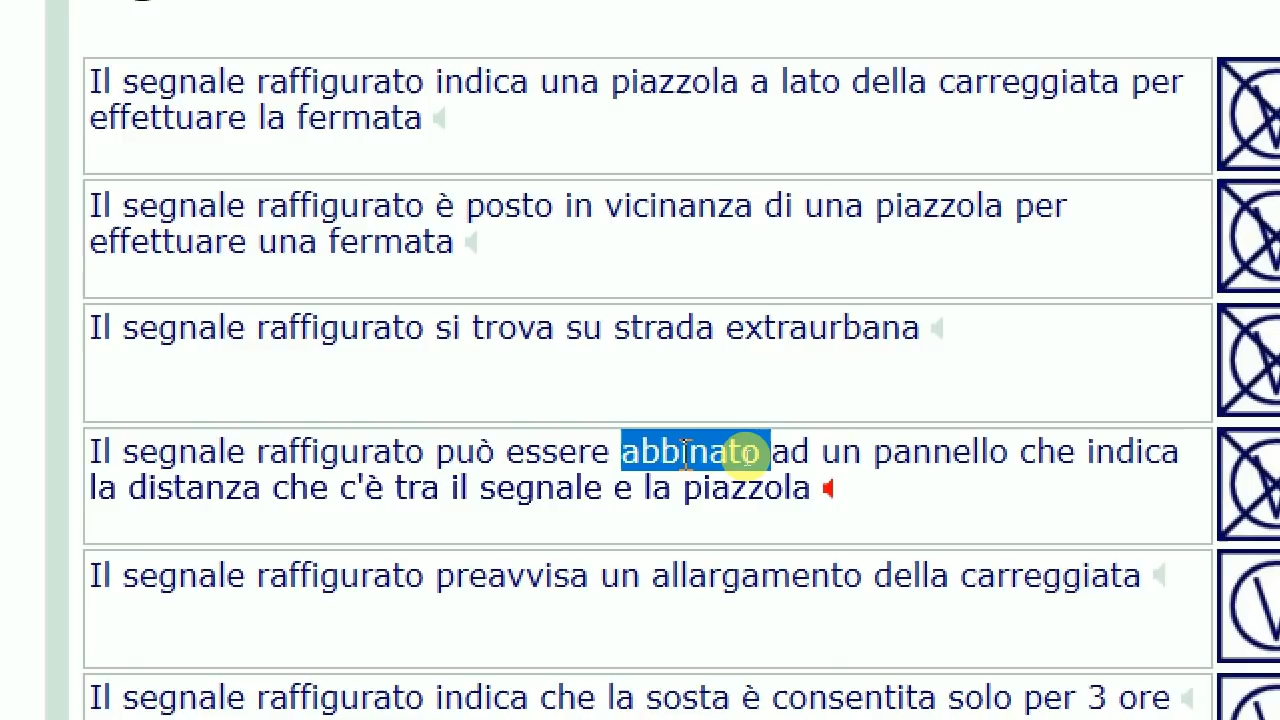 Il segnale raffigurato indica una piazzola a lato della carreggiata per
effettuare la fermata
Il segnale raffigurato è posto in vicinanza di una piazzola per
effettuare una fermata
Il segnale raffigurato si trova su strada extraurbana
Il segnale raffigurato può essere abbinato ad un pannello che indica
la distanza che c'è tra il segnale e la piazzola
Il segnale raffigurato preavvisa un allargamento della carreggiata
Il segnale raffigurato indica che la sosta è consentita solo per 3 ore